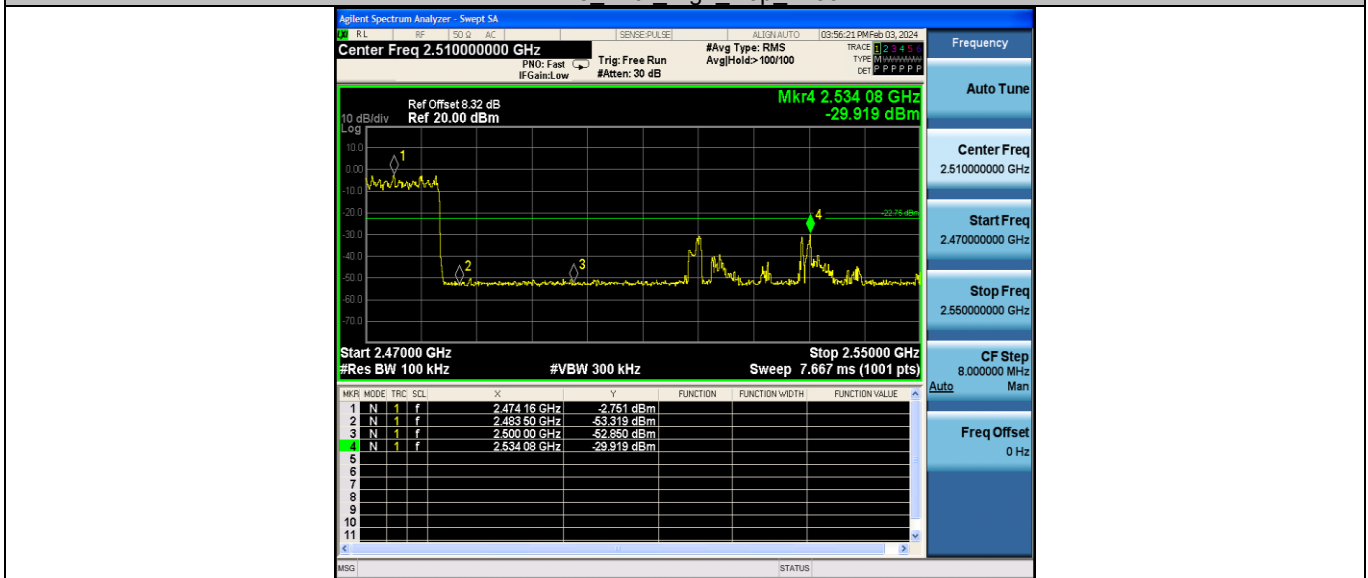 Agilent Spectrum Analyzer - Swept SA
RL RF 50 Ω AC SENSE:PULSE ALIGN AUTO 03:56:21 PM Feb 03, 2024
Center Freq 2.510000000 GHz
PNO: Fast
IFGain:Low
Trig: Free Run
#Atten: 30 dB
#Avg Type: RMS
Avg|Hold:>100/100
TRACE 1 2 3 4 5 6
TYPE M
DET P P P P P P
Mkr4 2.534 08 GHz
-29.919 dBm
Ref Offset 8.32 dB
10 dB/div Ref 20.00 dBm
Log
10.0
0.00
-10.0
-20.0
-30.0
-40.0
-50.0
-60.0
-70.0
1
2
3
4
-22.75 dBm
Start 2.47000 GHz Stop 2.55000 GHz
#Res BW 100 kHz #VBW 300 kHz Sweep 7.667 ms (1001 pts)
MKR MODE TRC SCL X Y FUNCTION FUNCTION WIDTH FUNCTION VALUE
1 N 1 f 2.474 16 GHz -2.751 dBm
2 N 1 f 2.483 50 GHz -53.319 dBm
3 N 1 f 2.500 00 GHz -52.850 dBm
4 N 1 f 2.534 08 GHz -29.919 dBm
5
6
7
8
9
10
11
MSG STATUS
Frequency
Auto Tune
Center Freq
2.510000000 GHz
Start Freq
2.470000000 GHz
Stop Freq
2.550000000 GHz
CF Step
8.000000 MHz
Auto Man
Freq Offset
0 Hz